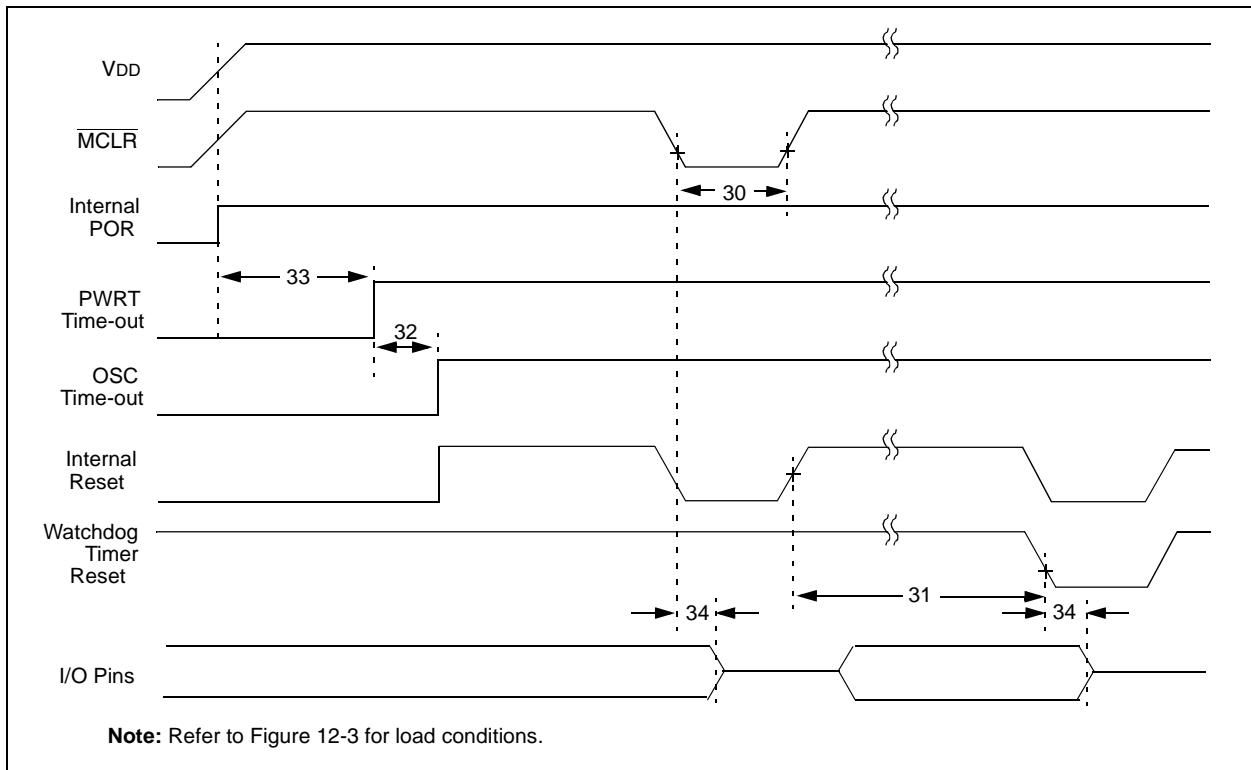 VDD
MCLR
30
Internal
POR
33
PWRT
Time-out
32
OSC
Time-out
Internal
Reset
Watchdog
Timer
Reset
31
34
34
I/O Pins
Note: Refer to Figure 12-3 for load conditions.